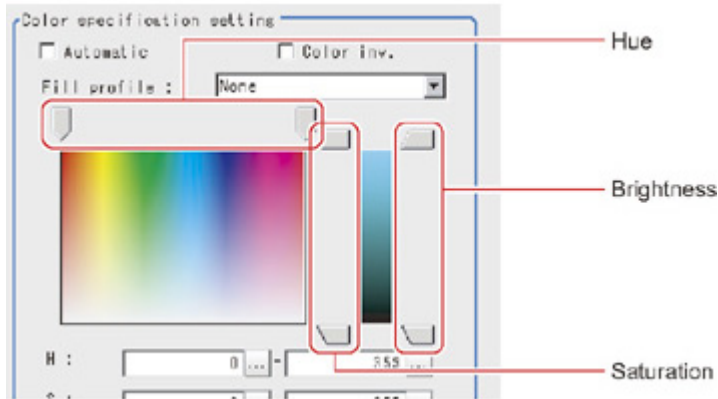 Color specification setting
Automatic
Color inv.
Hue
Fill profile :
None
Brightness
H :
0 ... - 359 ...
Saturation